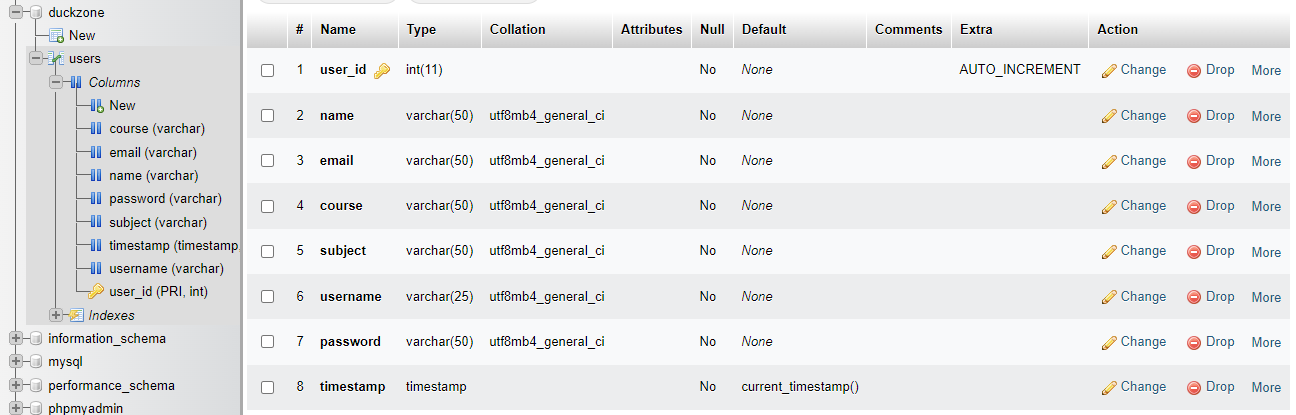 duckzone
New
users
Columns
New
course (varchar)
email (varchar)
name (varchar)
password (varchar)
subject (varchar)
timestamp (timestamp,
username (varchar)
user_id (PRI, int)
Indexes
information_schema
mysql
performance_schema
phpmyadmin
# Name Type Collation Attributes Null Default Comments Extra Action
1 user_id int(11) No None AUTO_INCREMENT Change Drop More
2 name varchar(50) utf8mb4_general_ci No None Change Drop More
3 email varchar(50) utf8mb4_general_ci No None Change Drop More
4 course varchar(50) utf8mb4_general_ci No None Change Drop More
5 subject varchar(50) utf8mb4_general_ci No None Change Drop More
6 username varchar(25) utf8mb4_general_ci No None Change Drop More
7 password varchar(50) utf8mb4_general_ci No None Change Drop More
8 timestamp timestamp No current_timestamp() Change Drop More